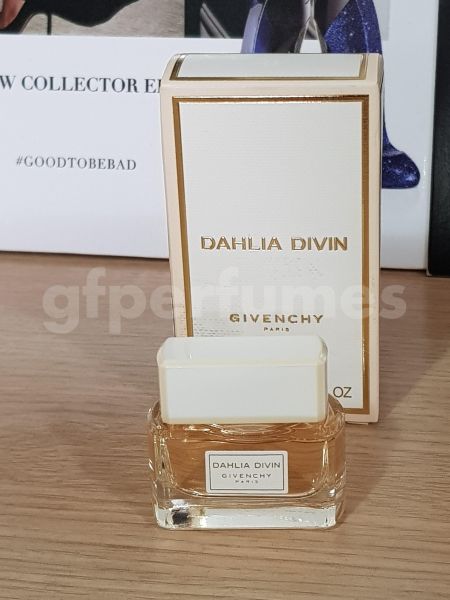 W COLLECTOR E
#GOODTOBEBAD
DAHLIA DIVIN
GIVENCHY
PARIS
OZ
gfperfumes
DAHLIA DIVIN
GIVENCHY
PARIS